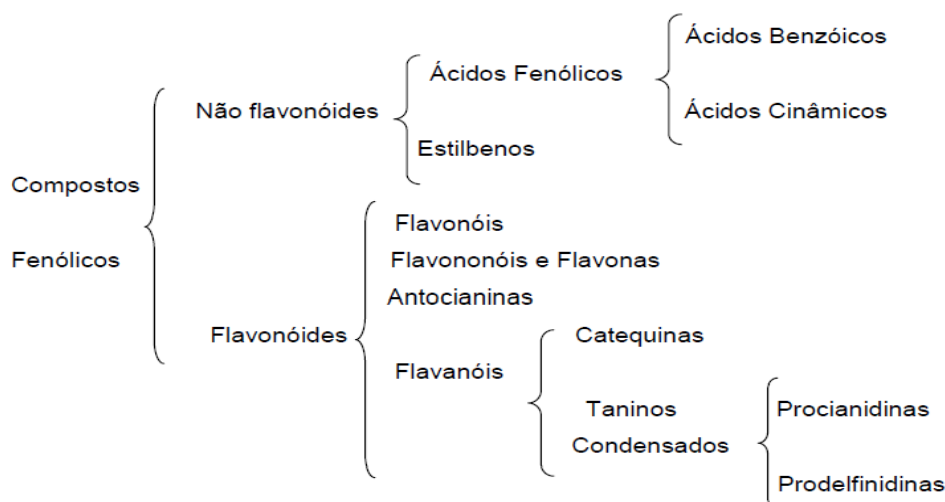 Compostos
Fenólicos
Não flavonóides
Ácidos Fenólicos
Ácidos Benzóicos
Ácidos Cinâmicos
Estilbenos
Flavonóides
Flavonóis
Flavononóis e Flavonas
Antocianinas
Flavanóis
Catequinas
Taninos
Condensados
Procianidinas
Prodelfinidinas